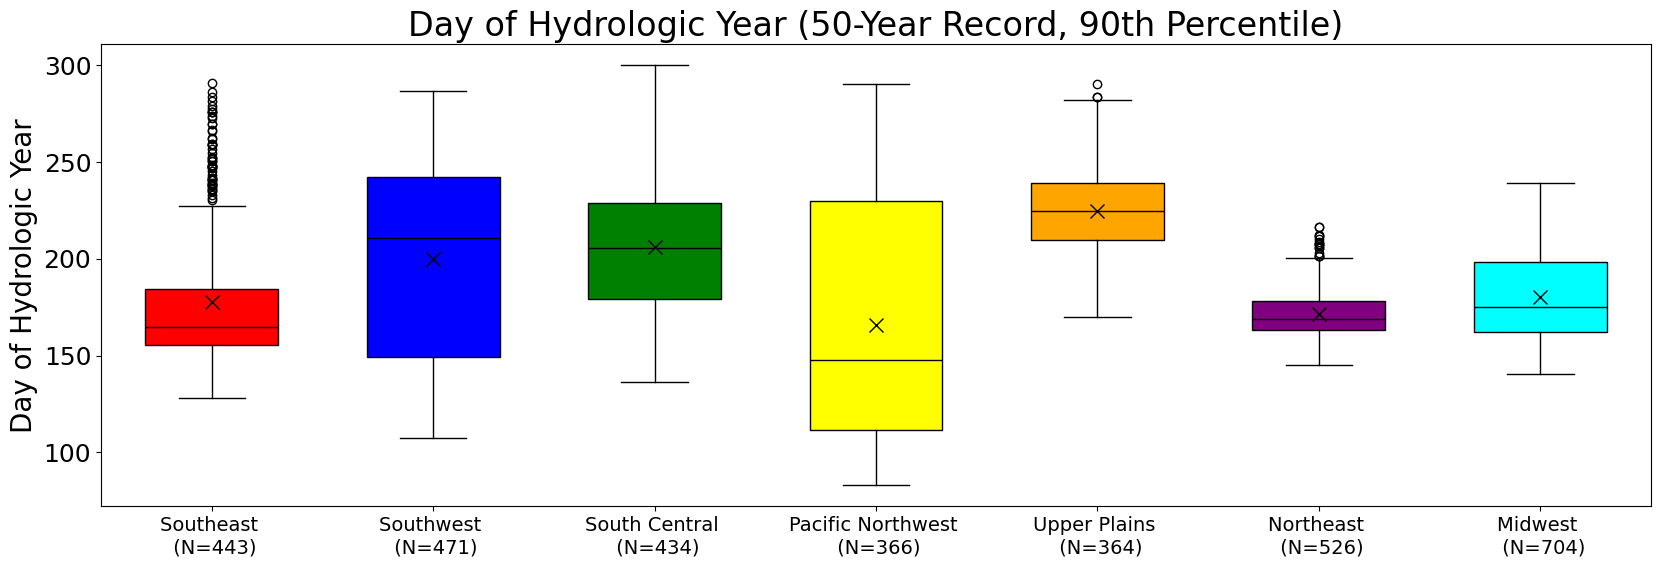 Day of Hydrologic Year (50-Year Record, 90th Percentile)
Day of Hydrologic Year
300
250
200
150
100
Southeast
(N=443)
Southwest
(N=471)
South Central
(N=434)
Pacific Northwest
(N=366)
Upper Plains
(N=364)
Northeast
(N=526)
Midwest
(N=704)